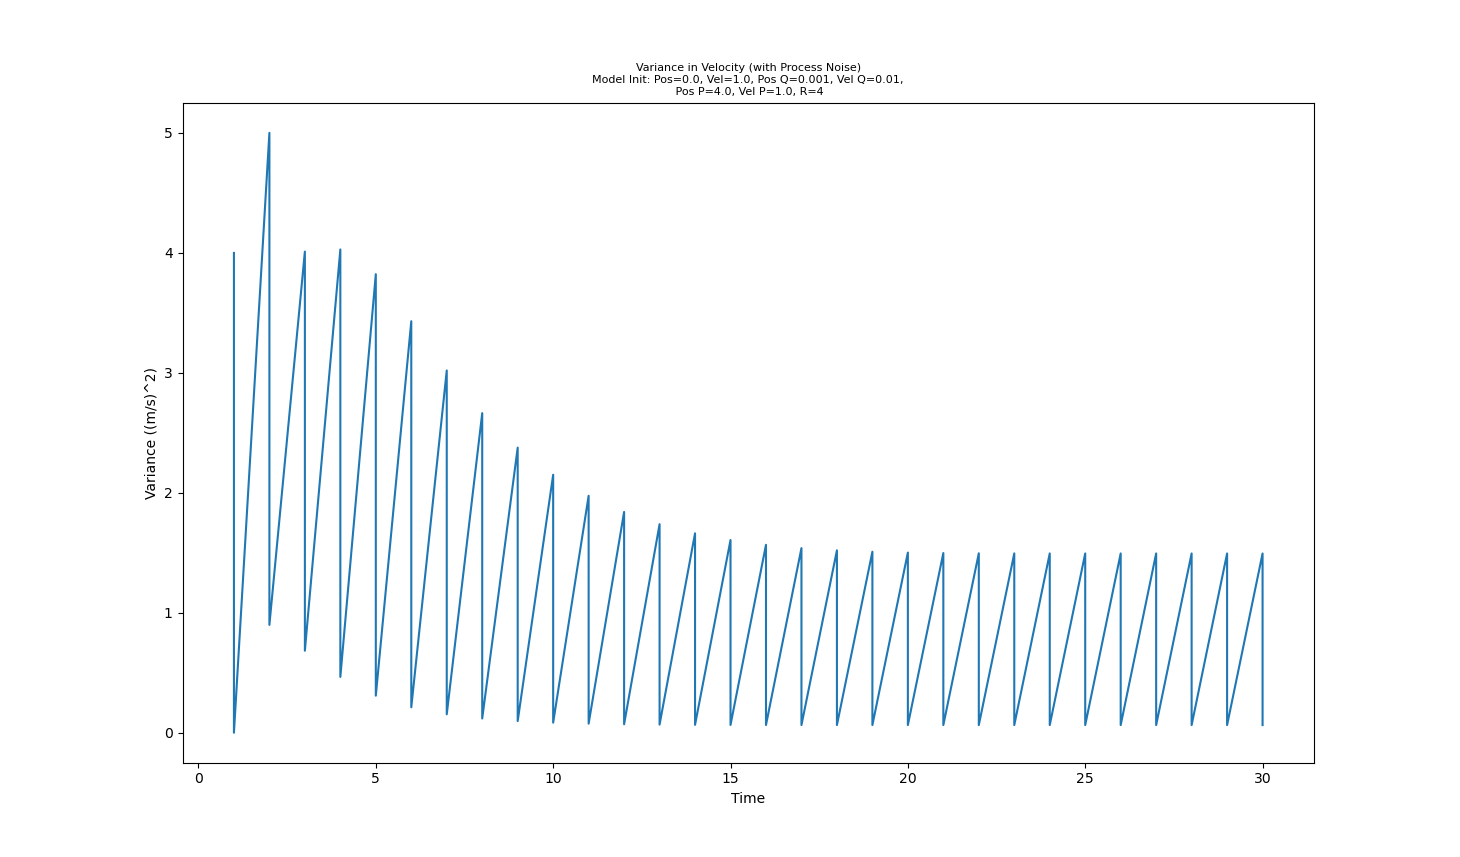 Variance in Velocity (with Process Noise)
Model Init: Pos=0.0, Vel=1.0, Pos Q=0.001, Vel Q=0.01,
Pos P=4.0, Vel P=1.0, R=4
Variance ((m/s)^2)
5
4
3
2
1
0
0 5 10 15 20 25 30
Time